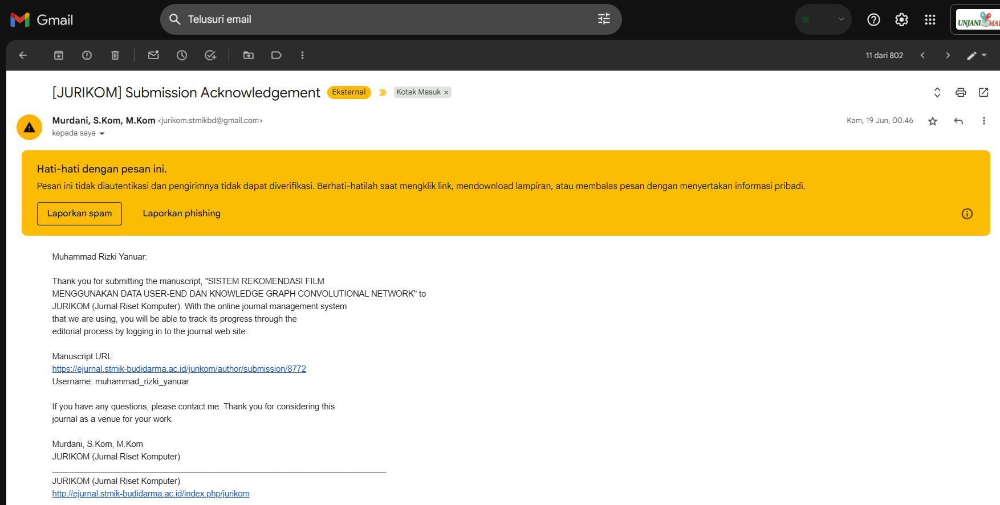 Gmail
Telusuri email
UNJANI
11 dari 802
[JURIKOM] Submission Acknowledgement
Eksternal
Kotak Masuk ×
Murdani, S.Kom, M.Kom <jurikom.stmikbd@gmail.com>
Kam, 19 Jun, 00.46
kepada saya
Hati-hati dengan pesan ini.
Pesan ini tidak diautentikasi dan pengirimnya tidak dapat diverifikasi. Berhati-hatilah saat mengklik link, mendownload lampiran, atau membalas pesan dengan menyertakan informasi pribadi.
Laporkan spam
Laporkan phishing
Muhammad Rizki Yanuar:
Thank you for submitting the manuscript, "SISTEM REKOMENDASI FILM
MENGGUNAKAN DATA USER-END DAN KNOWLEDGE GRAPH CONVOLUTIONAL NETWORK" to
JURIKOM (Jurnal Riset Komputer). With the online journal management system
that we are using, you will be able to track its progress through the
editorial process by logging in to the journal web site:
Manuscript URL:
https://ejurnal.stmik-budidarma.ac.id/jurikom/author/submission/8772
Username: muhammad_rizki_yanuar
If you have any questions, please contact me. Thank you for considering this
journal as a venue for your work.
Murdani, S.Kom, M.Kom
JURIKOM (Jurnal Riset Komputer)
JURIKOM (Jurnal Riset Komputer)
http://ejurnal.stmik-budidarma.ac.id/index.php/jurikom